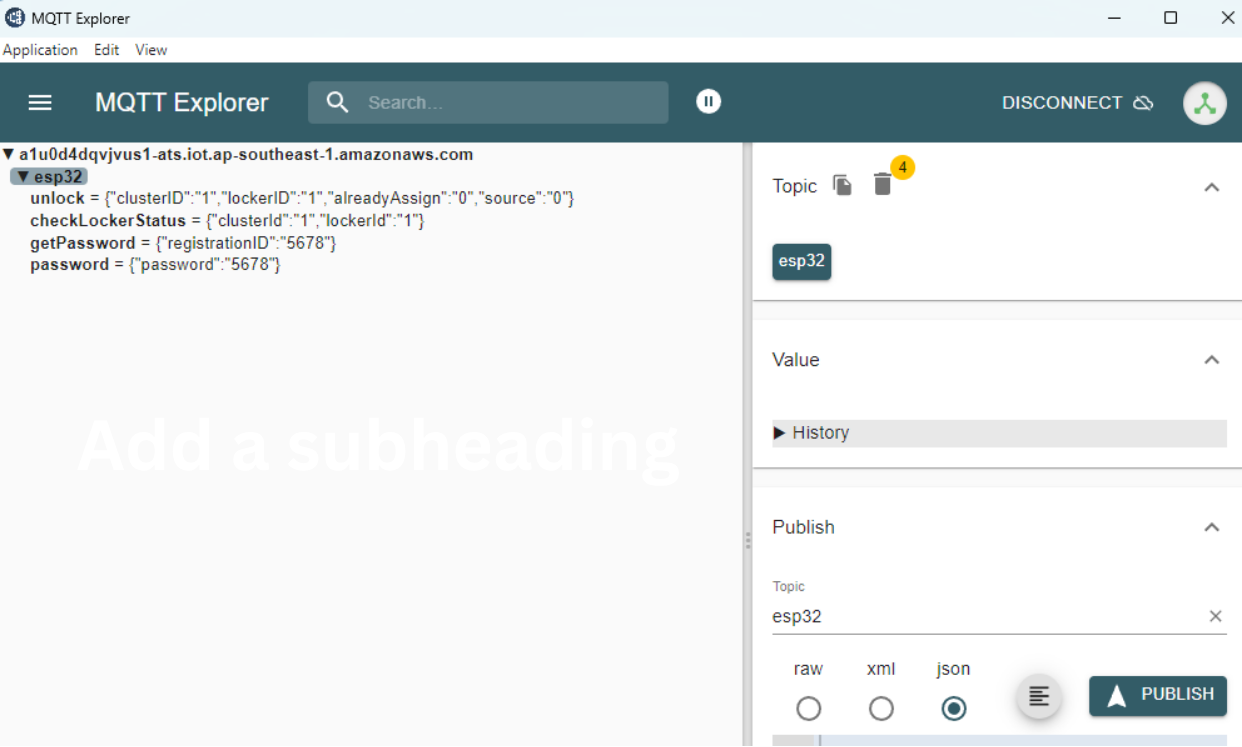 MQTT Explorer
Application Edit View
MQTT Explorer
Search...
DISCONNECT
▼ a1u0d4dqvjvus1-ats.iot.ap-southeast-1.amazonaws.com
▼ esp32
unlock = {"clusterID":"1","lockerID":"1","alreadyAssign":"0","source":"0"}
checkLockerStatus = {"clusterId":"1","lockerId":"1"}
getPassword = {"registrationID":"5678"}
password = {"password":"5678"}
Add a subheading
Topic 4
esp32
Value
▶ History
Publish
Topic
esp32
raw xml json
PUBLISH